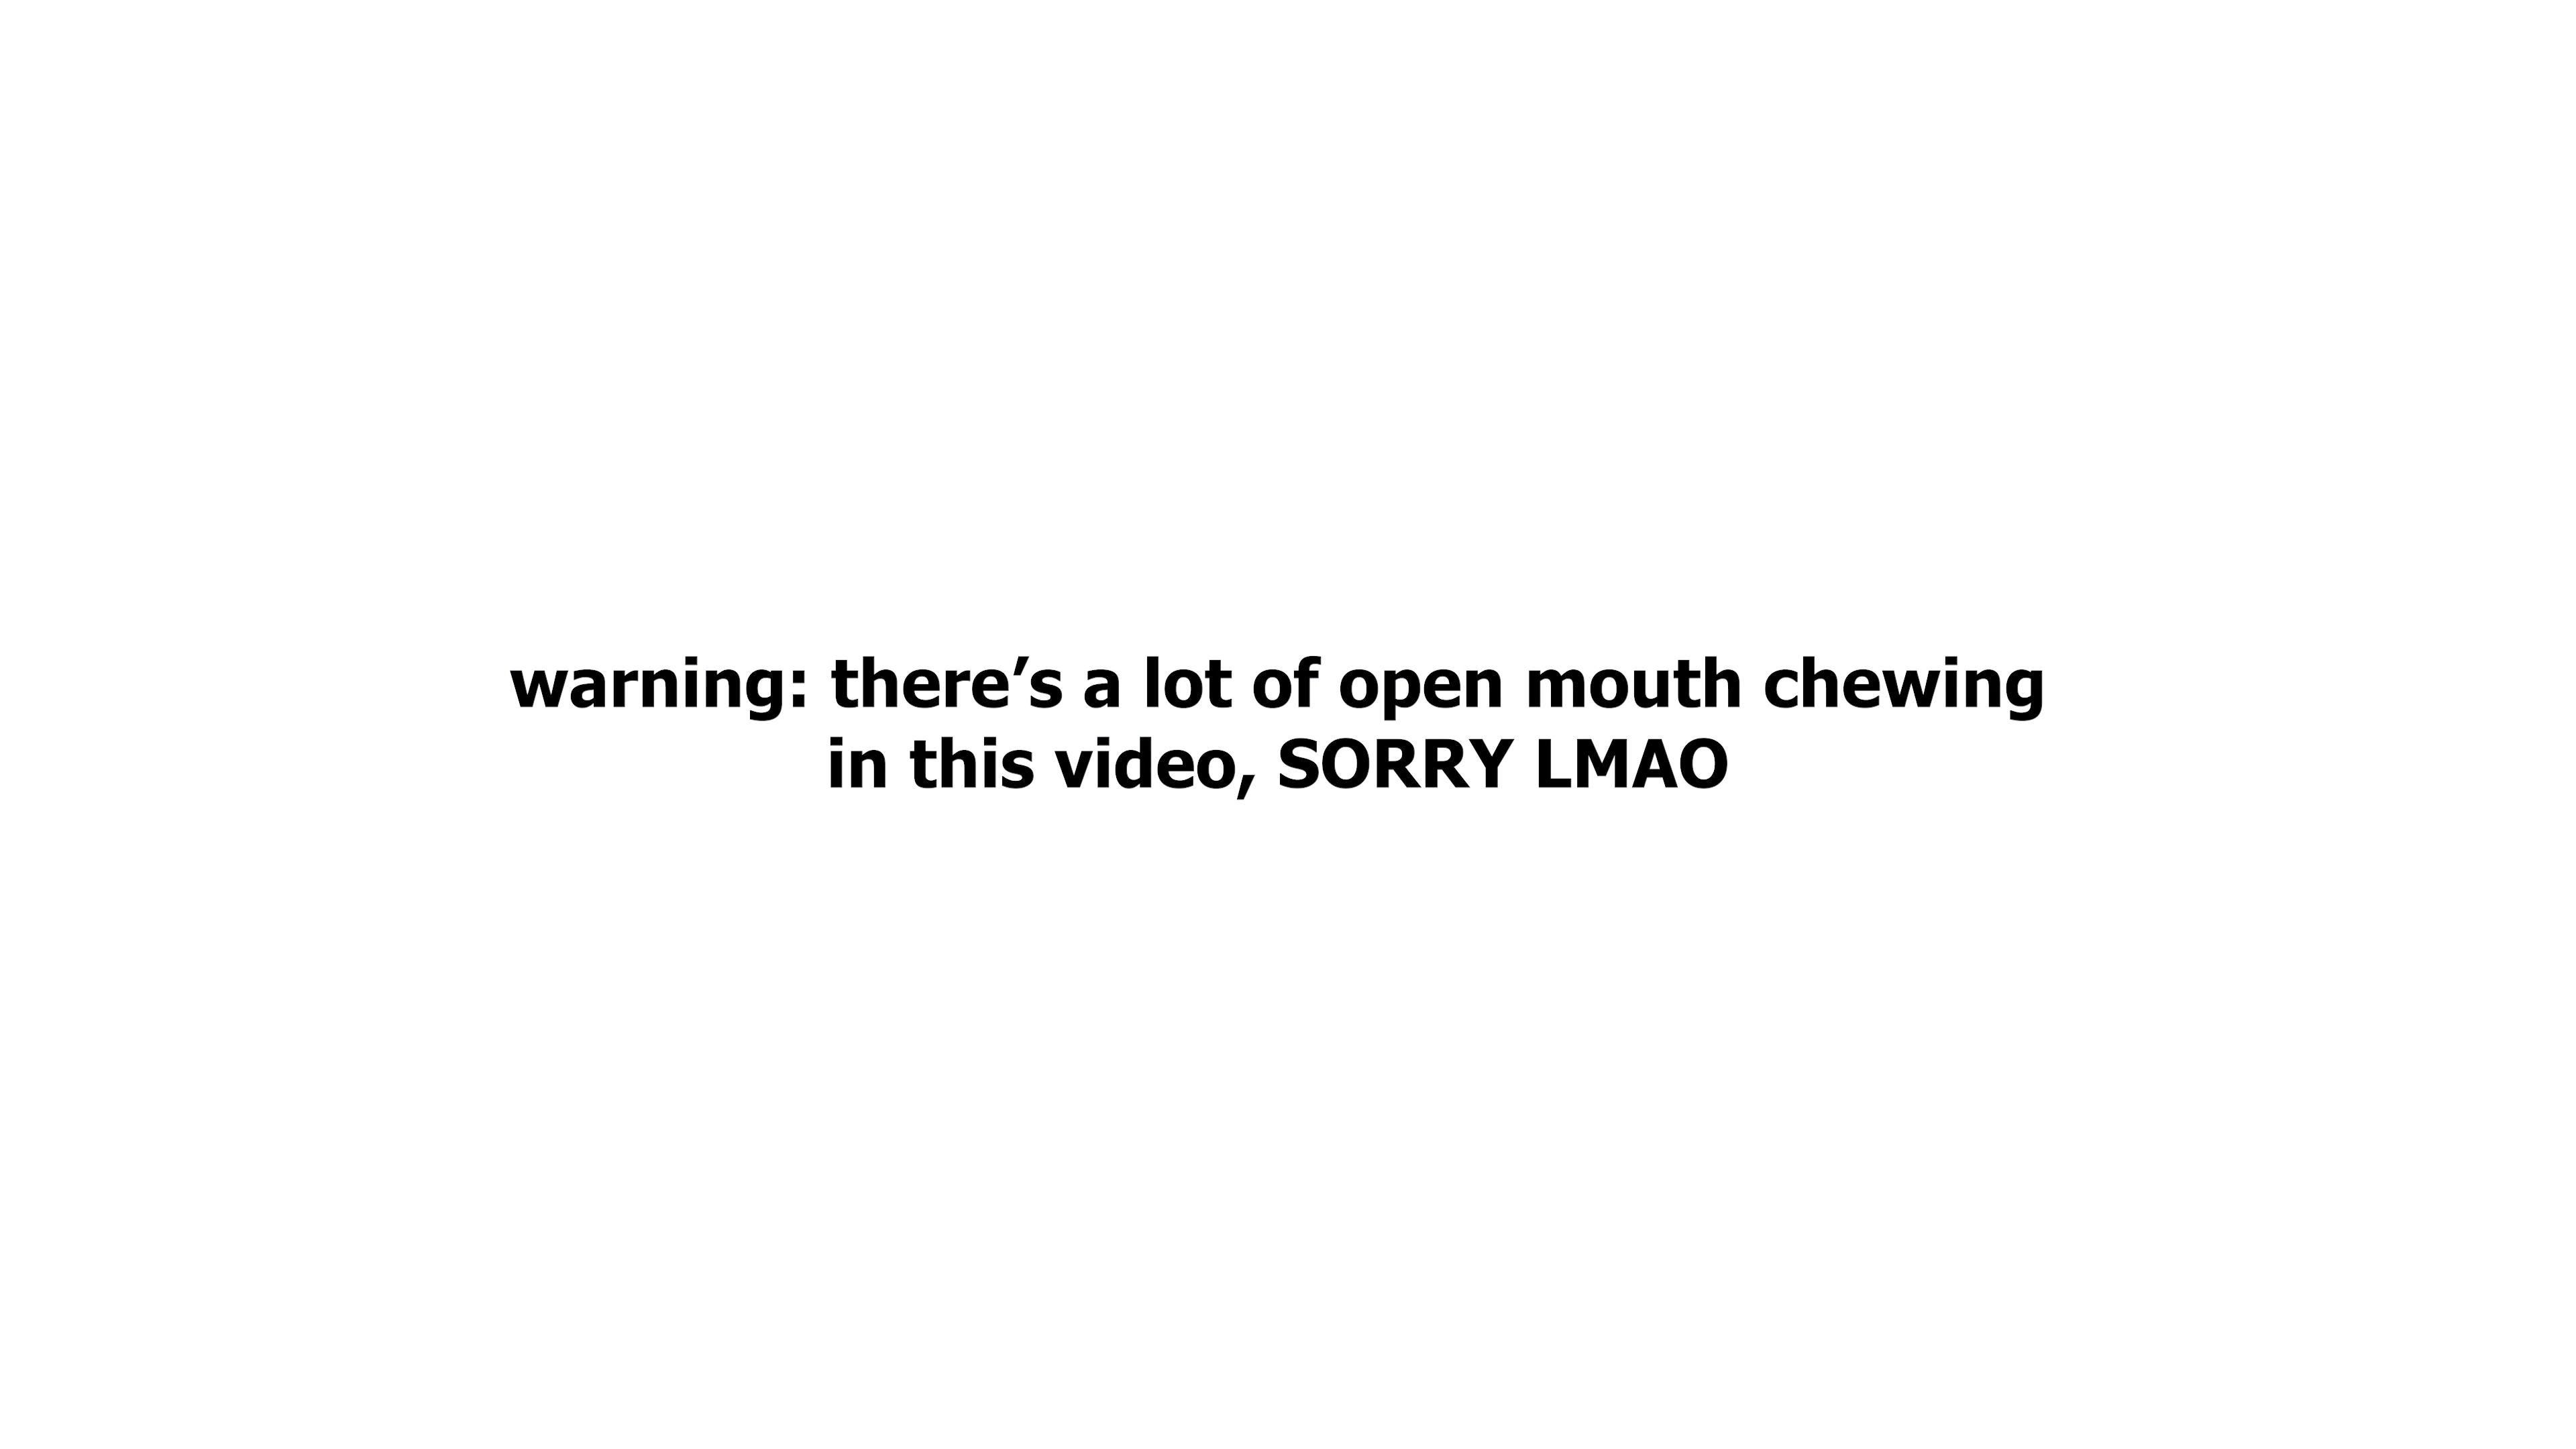 warning: there’s a lot of open mouth chewing
in this video, SORRY LMAO